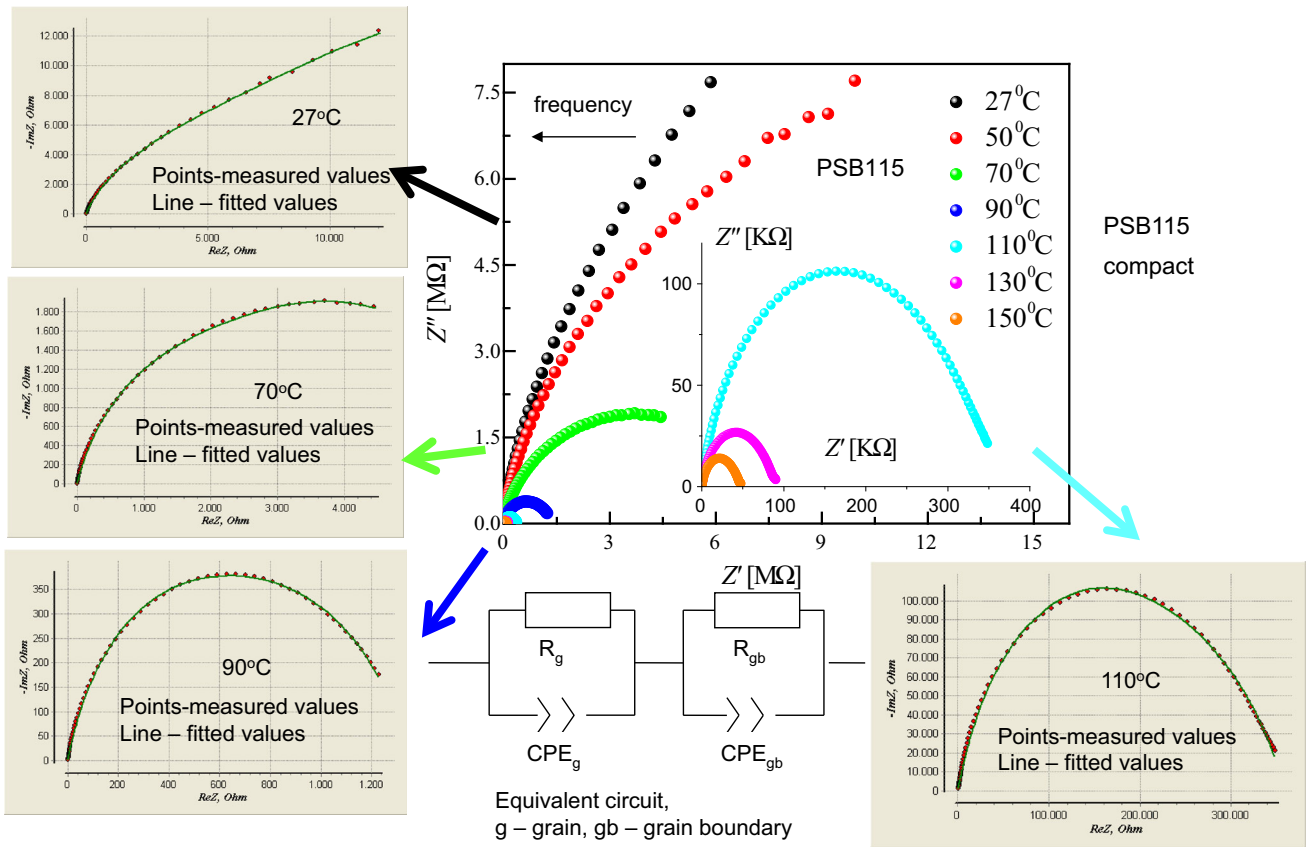 12.000
10.000
8.000
6.000
4.000
2.000
0
-ImZ, Ohm
27°C
Points-measured values
Line – fitted values
0
5.000
10.000
ReZ, Ohm
1.800
1.600
1.400
1.200
1.000
800
600
400
200
0
-ImZ, Ohm
70°C
Points-measured values
Line – fitted values
0
1.000
2.000
3.000
4.000
ReZ, Ohm
350
300
250
200
150
100
50
0
-ImZ, Ohm
90°C
Points-measured values
Line – fitted values
0
200
400
600
800
1.000
1.200
ReZ, Ohm
7.5
6.0
4.5
3.0
1.5
0.0
Z'' [MΩ]
frequency
PSB115
27⁰C
50⁰C
70⁰C
90⁰C
110⁰C
130⁰C
150⁰C
Z'' [KΩ]
100
50
0
Z' [KΩ]
0
100
200
300
400
0
3
6
9
12
15
Z' [MΩ]
PSB115
compact
R_g
R_gb
CPE_g
CPE_gb
Equivalent circuit,
g – grain, gb – grain boundary
100.000
90.000
80.000
70.000
60.000
50.000
40.000
30.000
20.000
10.000
0
-ImZ, Ohm
110°C
Points-measured values
Line – fitted values
0
100.000
200.000
300.000
ReZ, Ohm